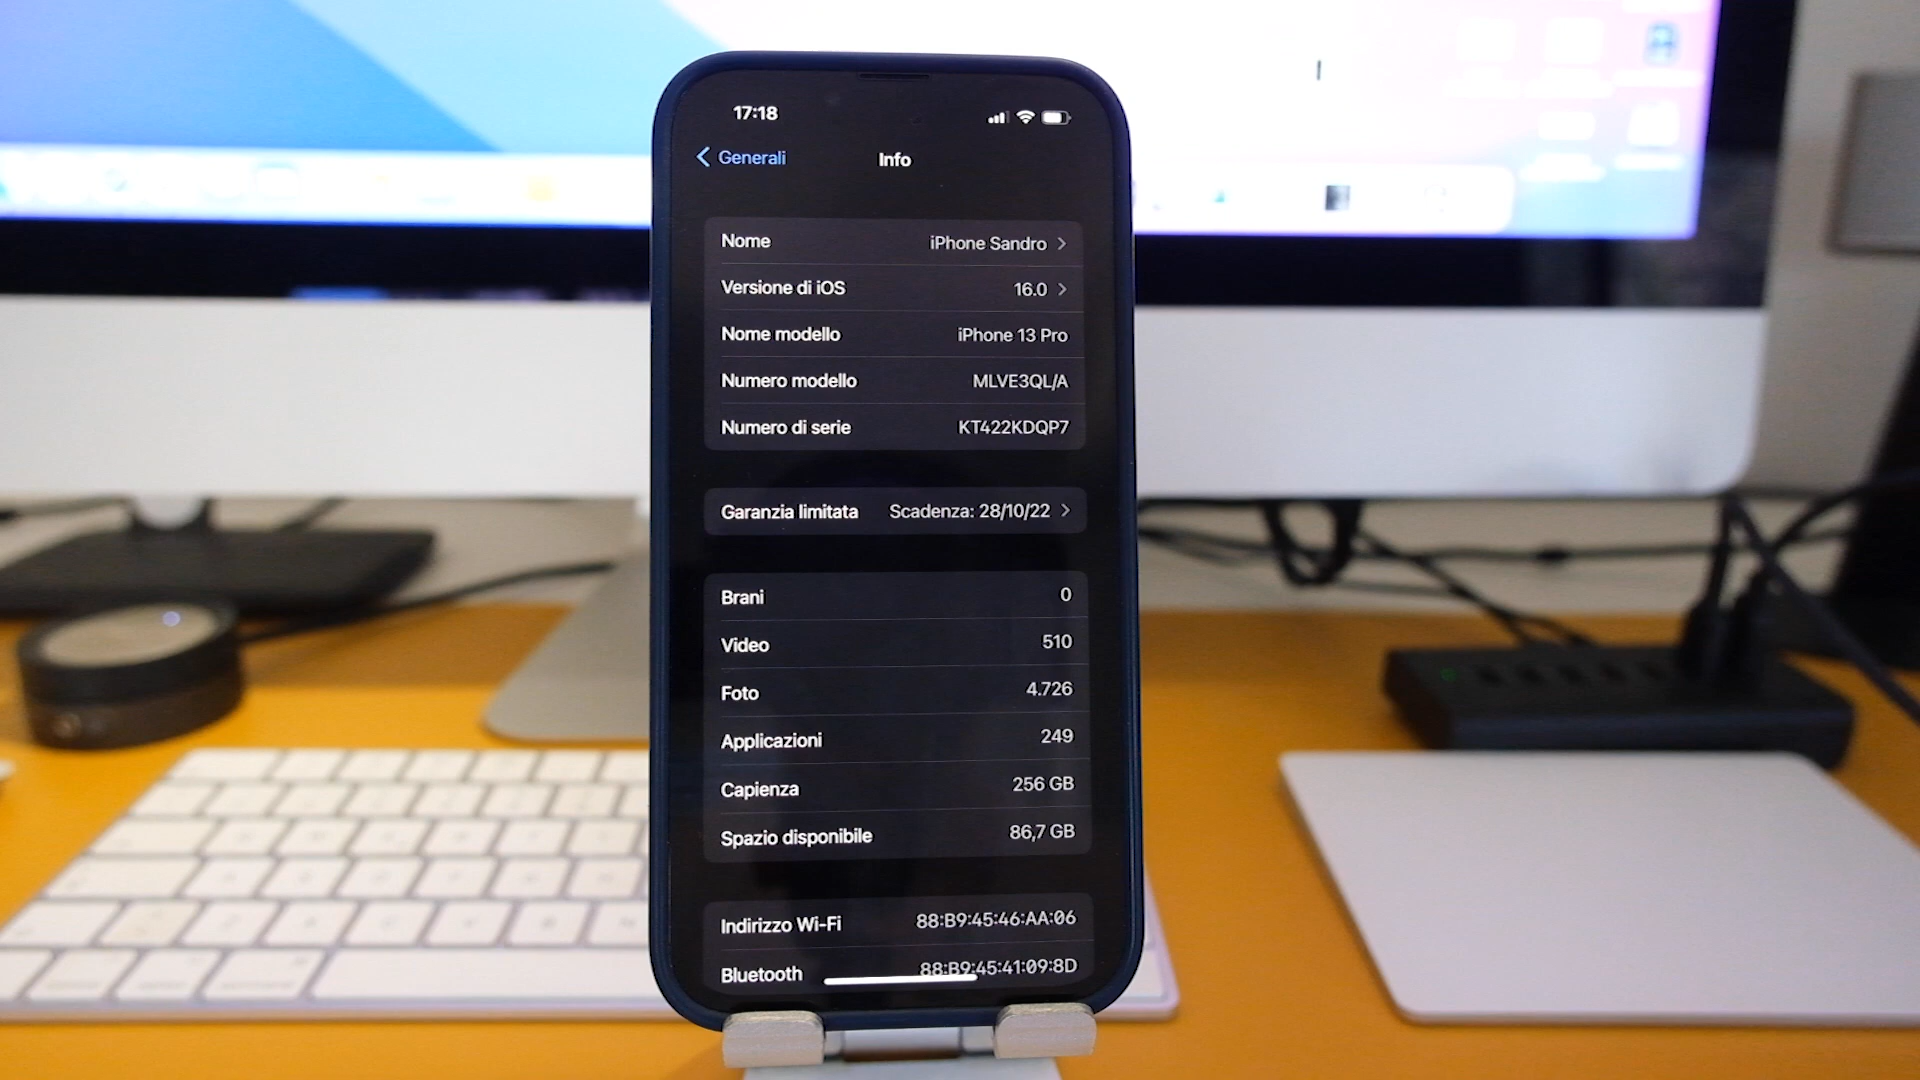 17:18
Generali
Info
Nome iPhone Sandro
Versione di iOS 16.0
Nome modello iPhone 13 Pro
Numero modello MLVE3QL/A
Numero di serie KT422KDQP7
Garanzia limitata Scadenza: 28/10/22
Brani 0
Video 510
Foto 4.726
Applicazioni 249
Capienza 256 GB
Spazio disponibile 86,7 GB
Indirizzo Wi-Fi 88:B9:45:46:AA:06
Bluetooth 88:B9:45:41:09:8D